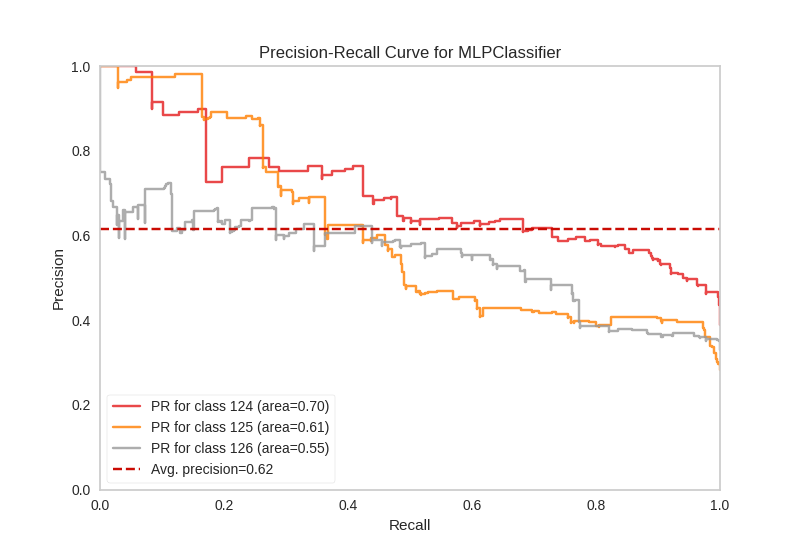 Precision-Recall Curve for MLPClassifier
1.0
0.8
0.6
0.4
0.2
0.0
Precision
PR for class 124 (area=0.70)
PR for class 125 (area=0.61)
PR for class 126 (area=0.55)
Avg. precision=0.62
0.0 0.2 0.4 0.6 0.8 1.0
Recall